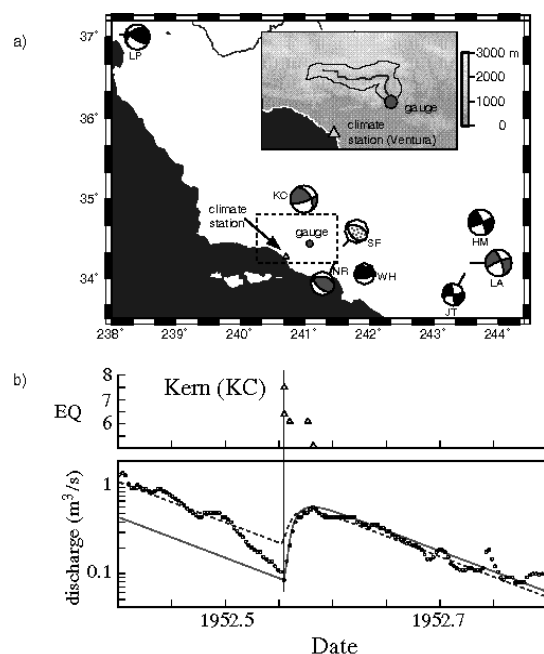 a)
37°
36°
35°
34°
238°
239°
240°
241°
242°
243°
244°
LP
3000 m
2000
1000
0
gauge
climate
station (Ventura)
KC
climate
station
gauge
SF
HM
NR
WH
LA
JT
b)
Kern (KC)
EQ
8
7
6
discharge (m³/s)
1
0.1
1952.5
1952.7
Date